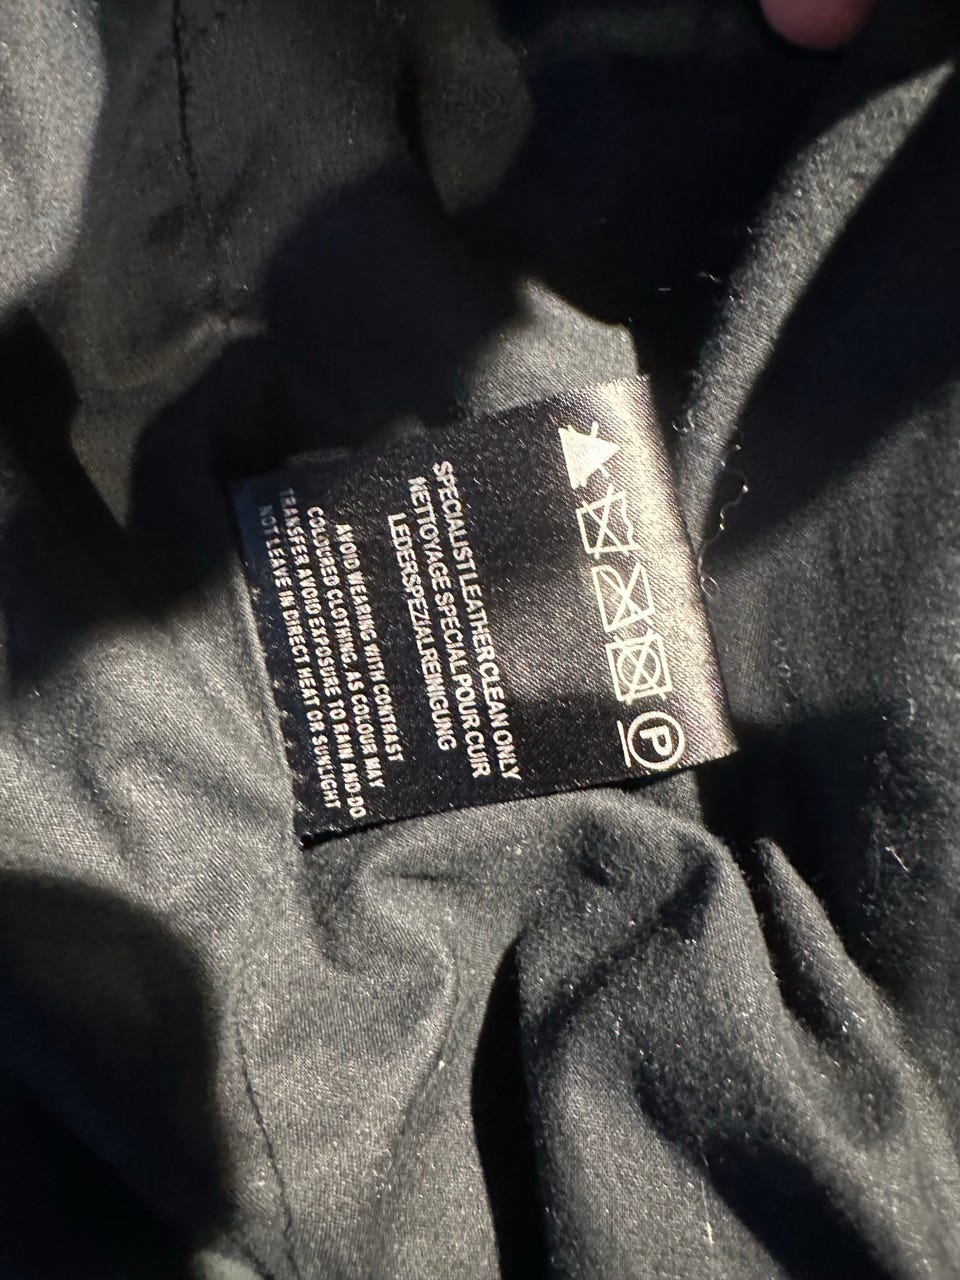 P
SPECIALIST LEATHER CLEAN ONLY
NETTOYAGE SPECIAL POUR CUIR
LEDERSPEZIALREINIGUNG
AVOID WEARING WITH CONTRAST
COLOURED CLOTHING, AS COLOUR MAY
TRANSFER AVOID EXPOSURE TO RAIN AND DO
NOT LEAVE IN DIRECT HEAT OR SUNLIGHT